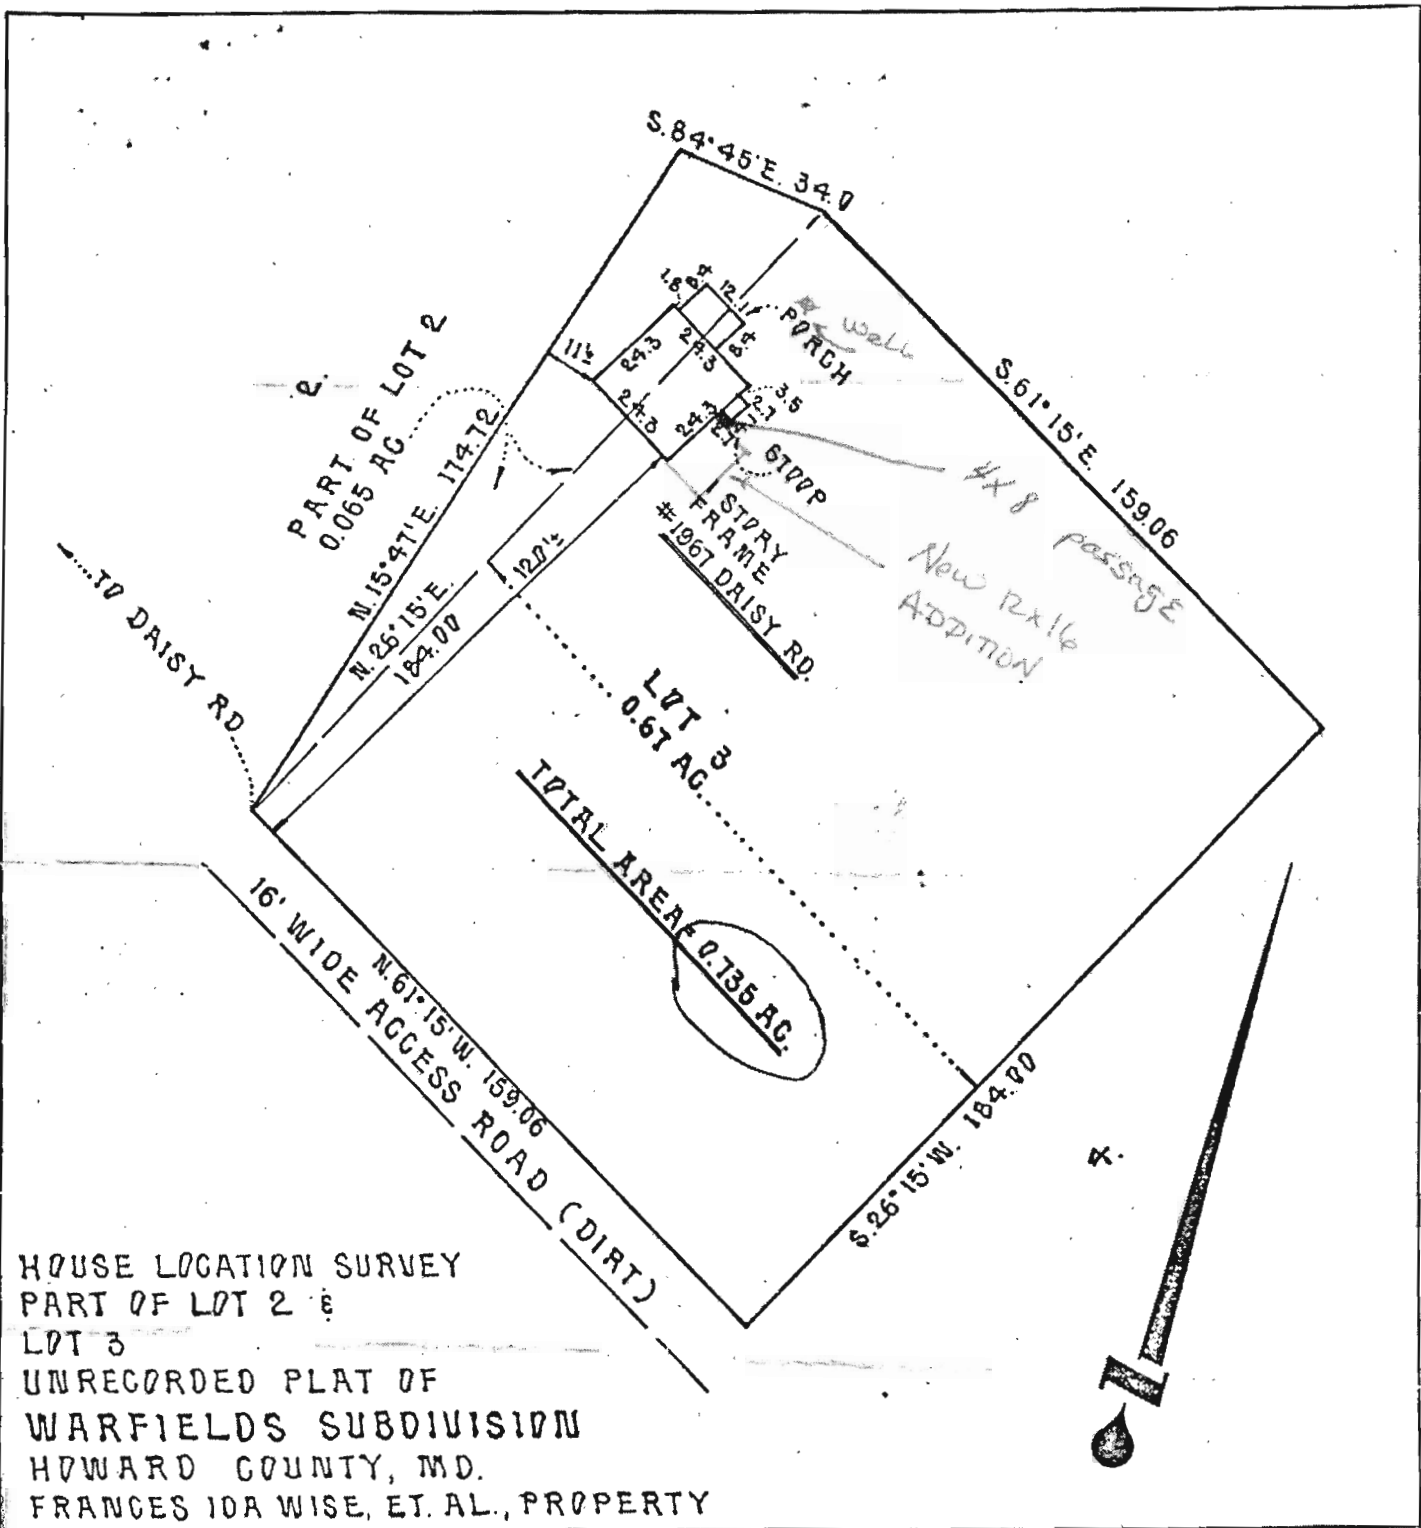 S.84°45'E. 34.0
1.8
8.4
12.1
PORCH
8.4
well
11±
24.3
24.3
24.3
24.3
3.5
2.7
2.7
STOOP
4x8 passage
New 12x16
ADDITION
1 STORY
FRAME
#1967 DAISY RD.
S.61°15'E. 159.06
2.
PART OF LOT 2
0.065 AC
N.15°47'E. 174.72
N.26°15'E.
184.00
120'±
TO DAISY RD
LOT 3
0.67 AC.
TOTAL AREA= 0.735 AC.
N.61°15'W. 159.06
16' WIDE ACCESS ROAD (DIRT)
S.26°15'W. 184.00
4.
N
HOUSE LOCATION SURVEY
PART OF LOT 2 &
LOT 3
UNRECORDED PLAT OF
WARFIELDS SUBDIVISION
HOWARD COUNTY, MD.
FRANCES IDA WISE, ET. AL., PROPERTY